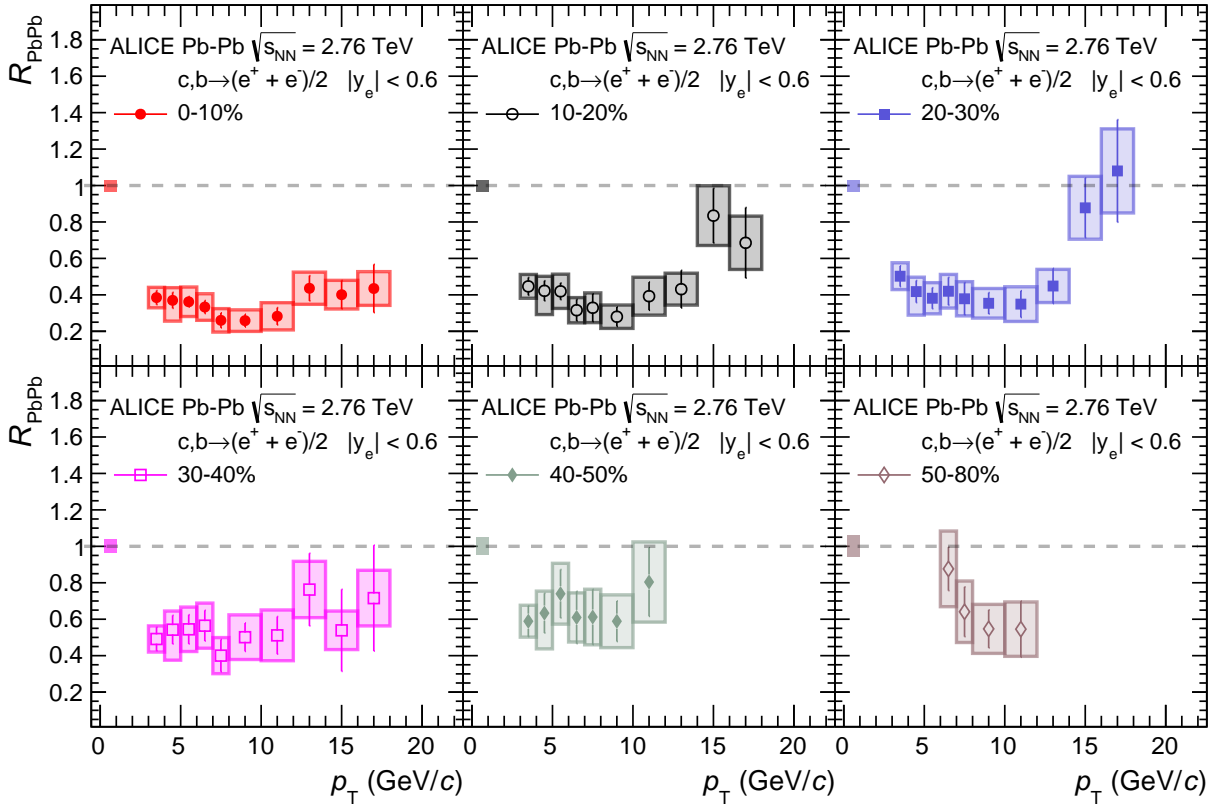 R_PbPb
1.8
1.6
1.4
1.2
1
0.8
0.6
0.4
0.2
ALICE Pb-Pb √s_NN = 2.76 TeV
c,b→(e⁺ + e⁻)/2 |y_e| < 0.6
0-10%
ALICE Pb-Pb √s_NN = 2.76 TeV
c,b→(e⁺ + e⁻)/2 |y_e| < 0.6
10-20%
ALICE Pb-Pb √s_NN = 2.76 TeV
c,b→(e⁺ + e⁻)/2 |y_e| < 0.6
20-30%
R_PbPb
1.8
1.6
1.4
1.2
1
0.8
0.6
0.4
0.2
ALICE Pb-Pb √s_NN = 2.76 TeV
c,b→(e⁺ + e⁻)/2 |y_e| < 0.6
30-40%
ALICE Pb-Pb √s_NN = 2.76 TeV
c,b→(e⁺ + e⁻)/2 |y_e| < 0.6
40-50%
ALICE Pb-Pb √s_NN = 2.76 TeV
c,b→(e⁺ + e⁻)/2 |y_e| < 0.6
50-80%
0 5 10 15 20
0 5 10 15 20
0 5 10 15 20
p_T (GeV/c)
p_T (GeV/c)
p_T (GeV/c)